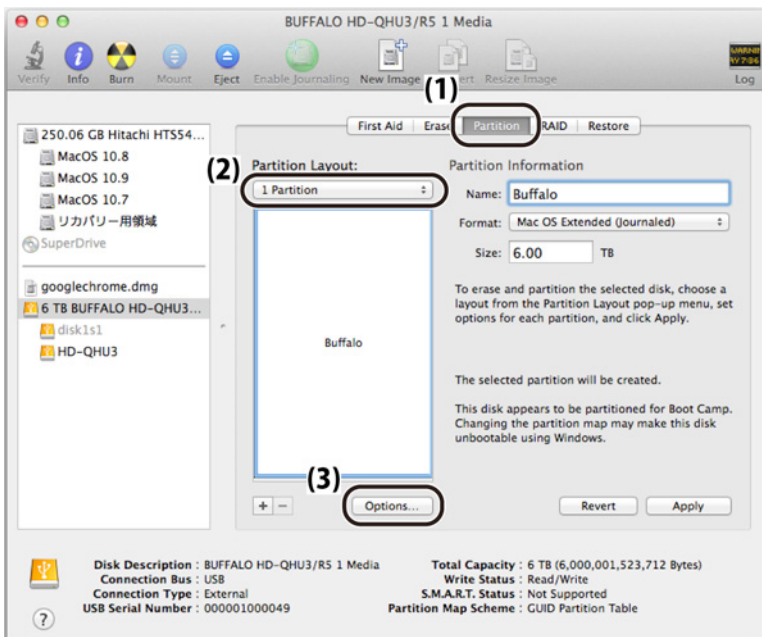 BUFFALO HD-QHU3/R5 1 Media
Verify Info Burn Mount Eject Enable Journaling New Image Resize Image Log
(1)
First Aid Erase Partition RAID Restore
250.06 GB Hitachi HTS54...
MacOS 10.8
MacOS 10.9
MacOS 10.7
リカバリー用領域
SuperDrive
googlechrome.dmg
6 TB BUFFALO HD-QHU3...
disk1s1
HD-QHU3
(2)
Partition Layout:
1 Partition
Buffalo
(3)
+ −
Options...
Partition Information
Name: Buffalo
Format: Mac OS Extended (Journaled)
Size: 6.00 TB
To erase and partition the selected disk, choose a
layout from the Partition Layout pop-up menu, set
options for each partition, and click Apply.
The selected partition will be created.
This disk appears to be partitioned for Boot Camp.
Changing the partition map may make this disk
unbootable using Windows.
Revert Apply
Disk Description : BUFFALO HD-QHU3/R5 1 Media
Connection Bus : USB
Connection Type : External
USB Serial Number : 000001000049
Total Capacity : 6 TB (6,000,001,523,712 Bytes)
Write Status : Read/Write
S.M.A.R.T. Status : Not Supported
Partition Map Scheme : GUID Partition Table
?